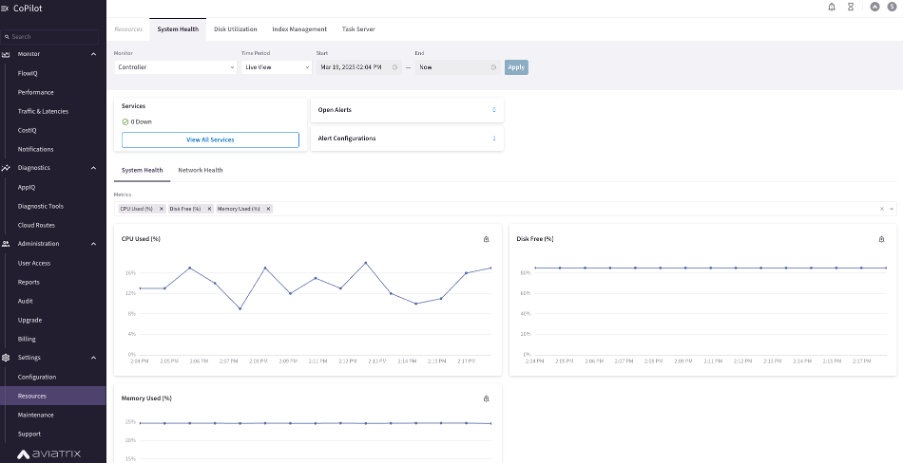 CoPilot
Search
Monitor
FlowIQ
Performance
Traffic & Latencies
CostIQ
Notifications
Diagnostics
AppIQ
Diagnostic Tools
Cloud Routes
Administration
User Access
Reports
Audit
Upgrade
Billing
Settings
Configuration
Resources
Maintenance
Support
AVIATRIX
Resources System Health Disk Utilization Index Management Task Server
Monitor Time Period Start End
Controller Live View 02:04 PM — Now Apply
Services
0 Down
View All Services
Open Alerts
Alert Configurations
System Health Network Health
Metrics
CPU Used (%) Disk Free (%) Memory Used (%)
CPU Used (%)
16%
12%
8%
4%
0%
2:04 PM 2:05 PM 2:06 PM 2:07 PM 2:08 PM 2:09 PM 2:11 PM 2:12 PM 2:13 PM 2:14 PM 2:15 PM 2:17 PM
Disk Free (%)
80%
60%
40%
20%
0%
2:04 PM 2:05 PM 2:06 PM 2:07 PM 2:08 PM 2:09 PM 2:11 PM 2:12 PM 2:13 PM 2:14 PM 2:15 PM 2:17 PM
Memory Used (%)
25%
20%
15%